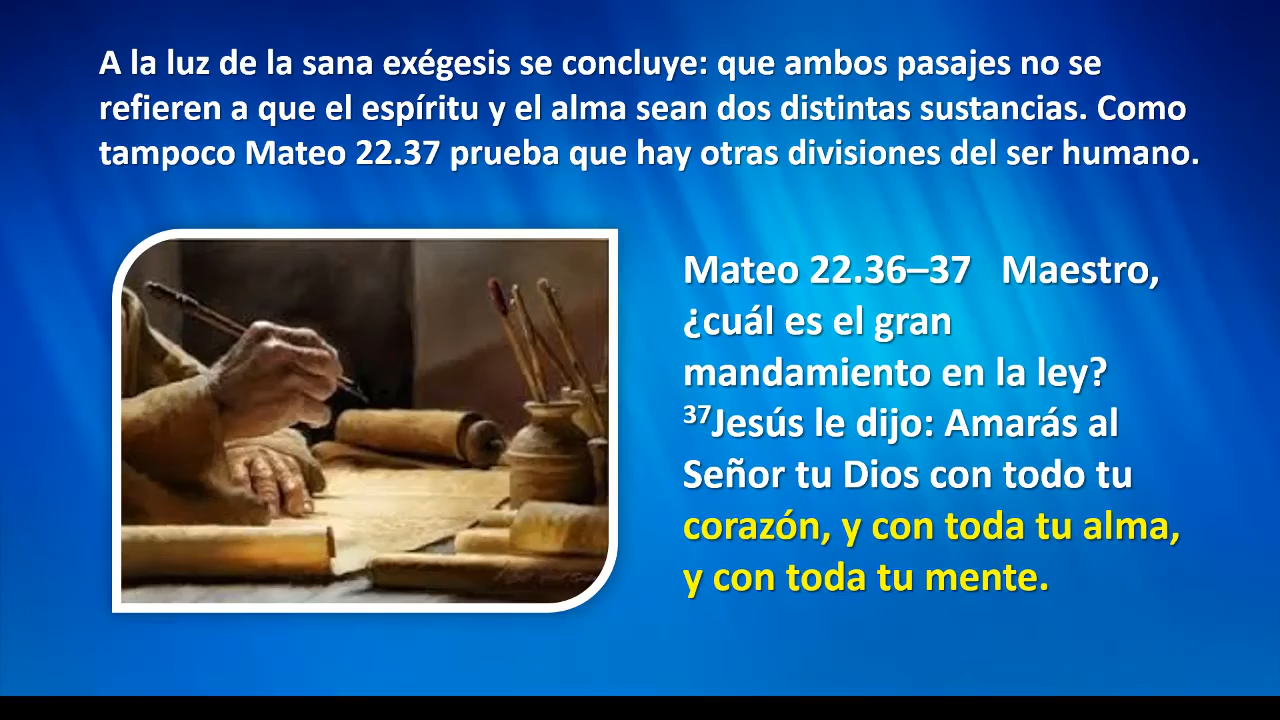 A la luz de la sana exégesis se concluye: que ambos pasajes no se
refieren a que el espíritu y el alma sean dos distintas sustancias. Como
tampoco Mateo 22.37 prueba que hay otras divisiones del ser humano.
Mateo 22.36–37 Maestro,
¿cuál es el gran
mandamiento en la ley?
³⁷Jesús le dijo: Amarás al
Señor tu Dios con todo tu
corazón, y con toda tu alma,
y con toda tu mente.